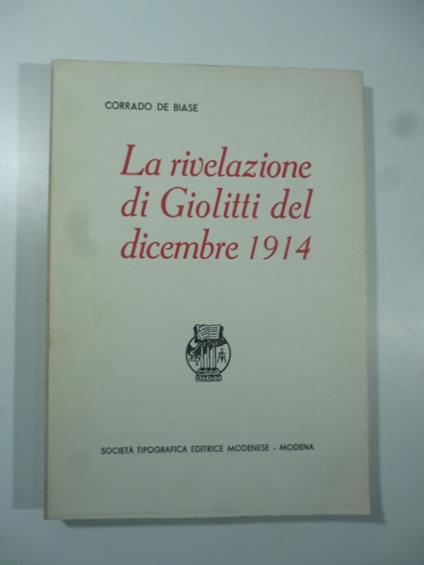 CORRADO DE BIASE
La rivelazione
di Giolitti del
dicembre 1914
SOCIETÀ TIPOGRAFICA EDITRICE MODENESE - MODENA